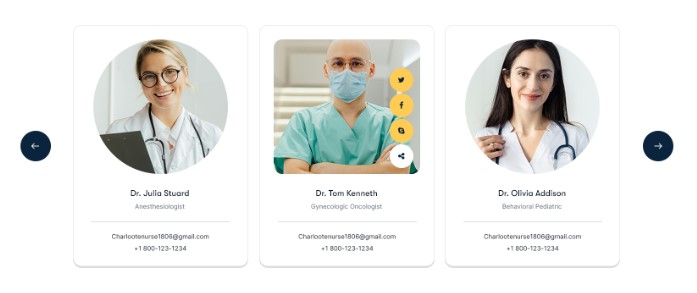 Dr. Julia Stuard
Anesthesiologist
Charlootenurse1806@gmail.com
+1 800-123-1234
Dr. Tom Kenneth
Gynecologic Oncologist
Charlootenurse1806@gmail.com
+1 800-123-1234
Dr. Olivia Addison
Behavioral Pediatric
Charlootenurse1806@gmail.com
+1 800-123-1234